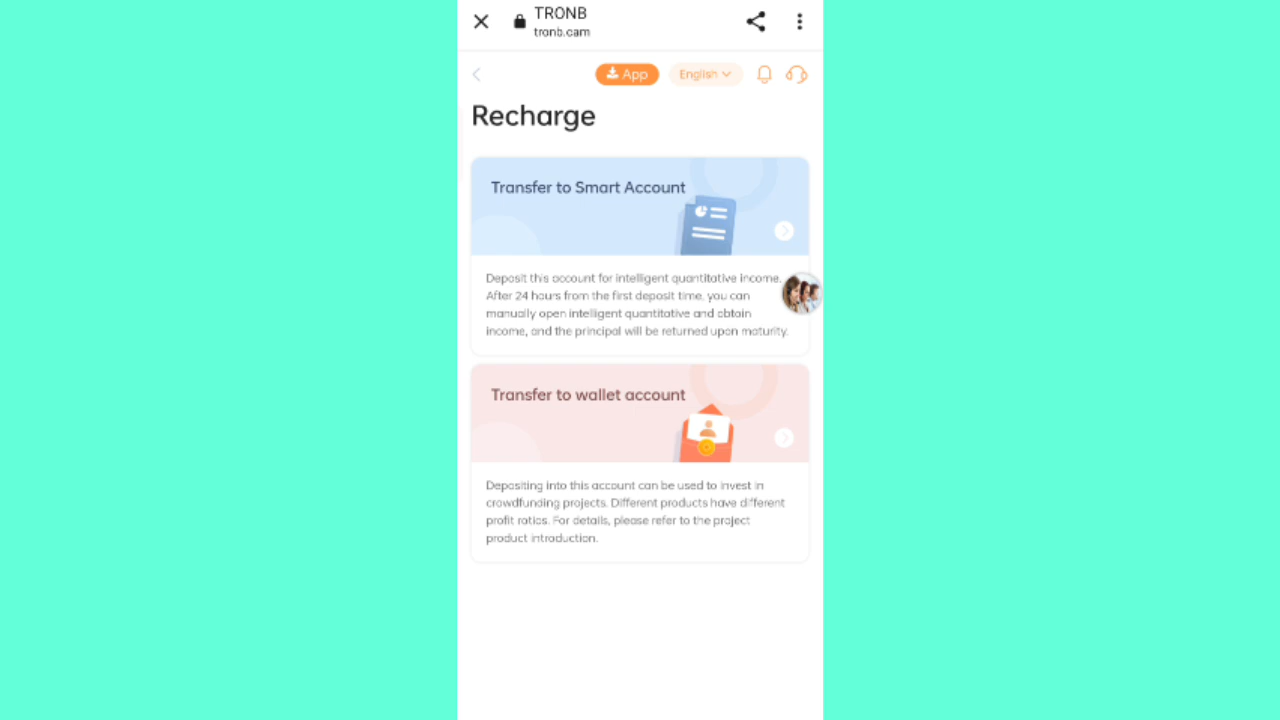 TRONB
tronb.cam
App
English
Recharge
Transfer to Smart Account
Deposit this account for intelligent quantitative income.
After 24 hours from the first deposit time, you can
manually open intelligent quantitative and obtain
income, and the principal will be returned upon maturity.
Transfer to wallet account
Depositing into this account can be used to invest in
crowdfunding projects. Different products have different
profit ratios. For details, please refer to the project
product introduction.